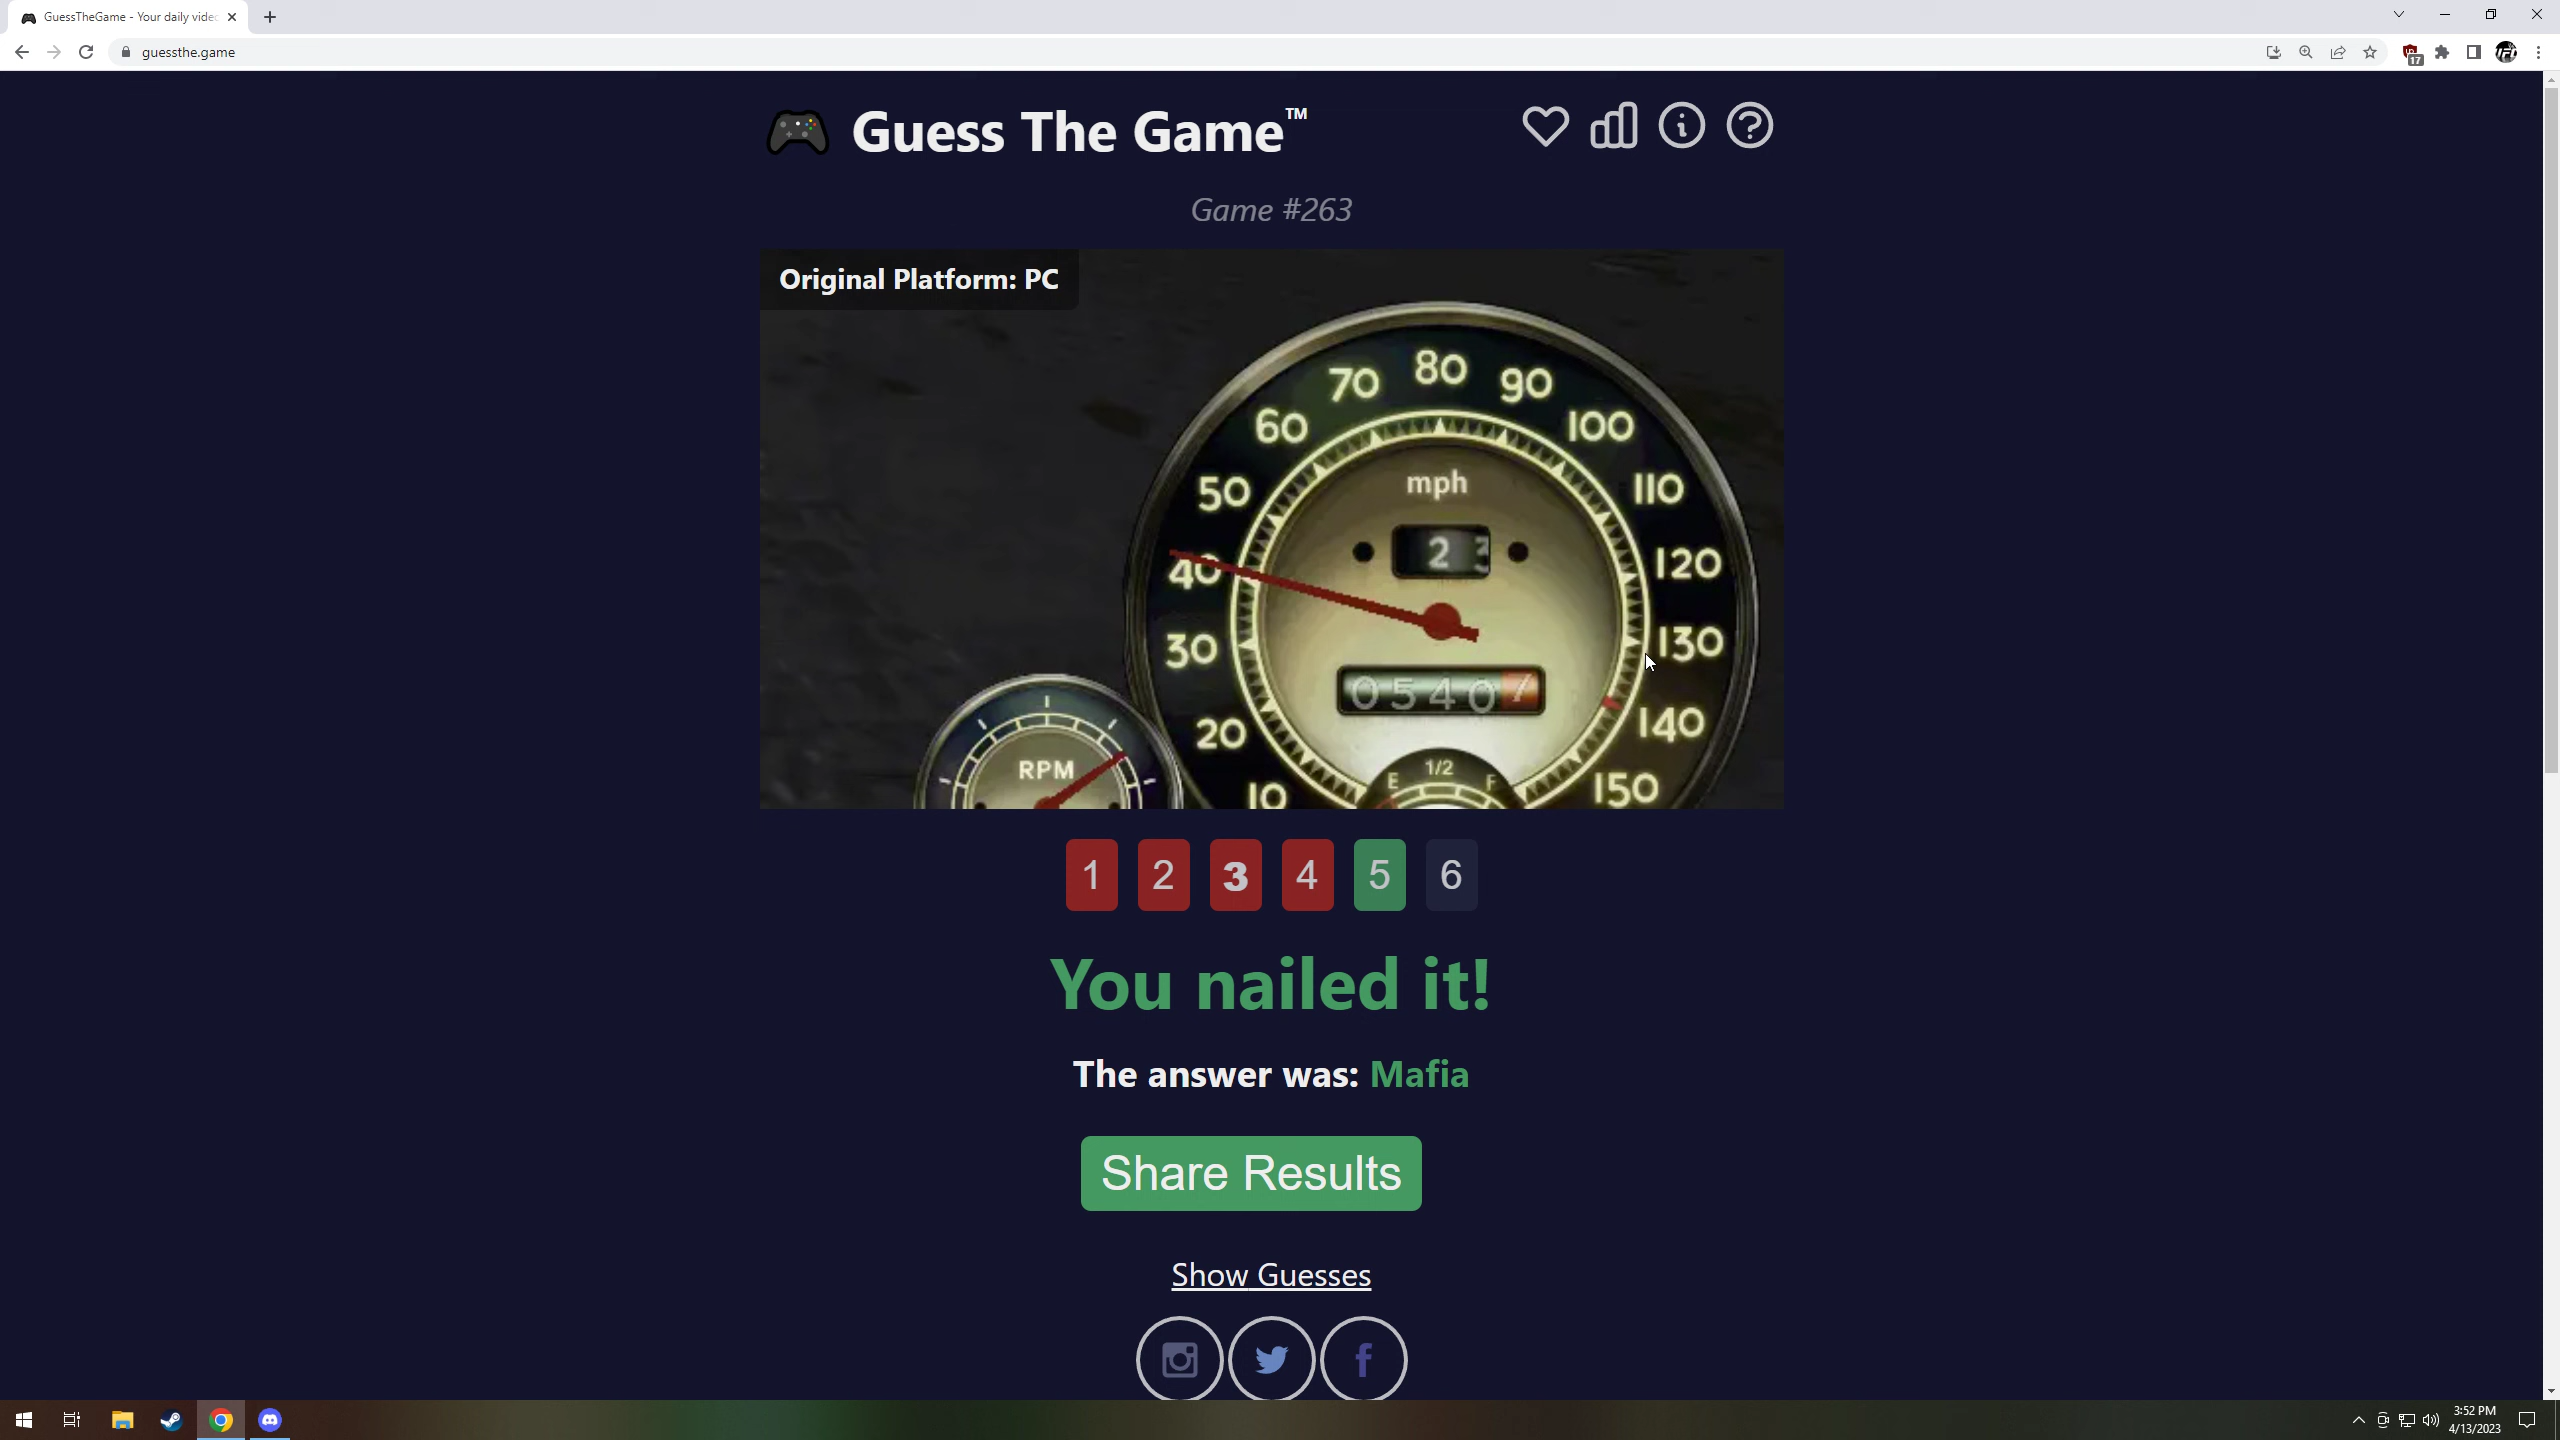 GuessTheGame - Your daily video
guessthe.game
17
Guess The Game™
Game #263
Original Platform: PC
80
70
90
60
100
mph
50
110
2 3
40
120
30
130
05407
20
140
RPM
1/2
E
F
10
150
1
2
3
4
5
6
You nailed it!
The answer was: Mafia
Share Results
Show Guesses
3:52 PM
4/13/2023